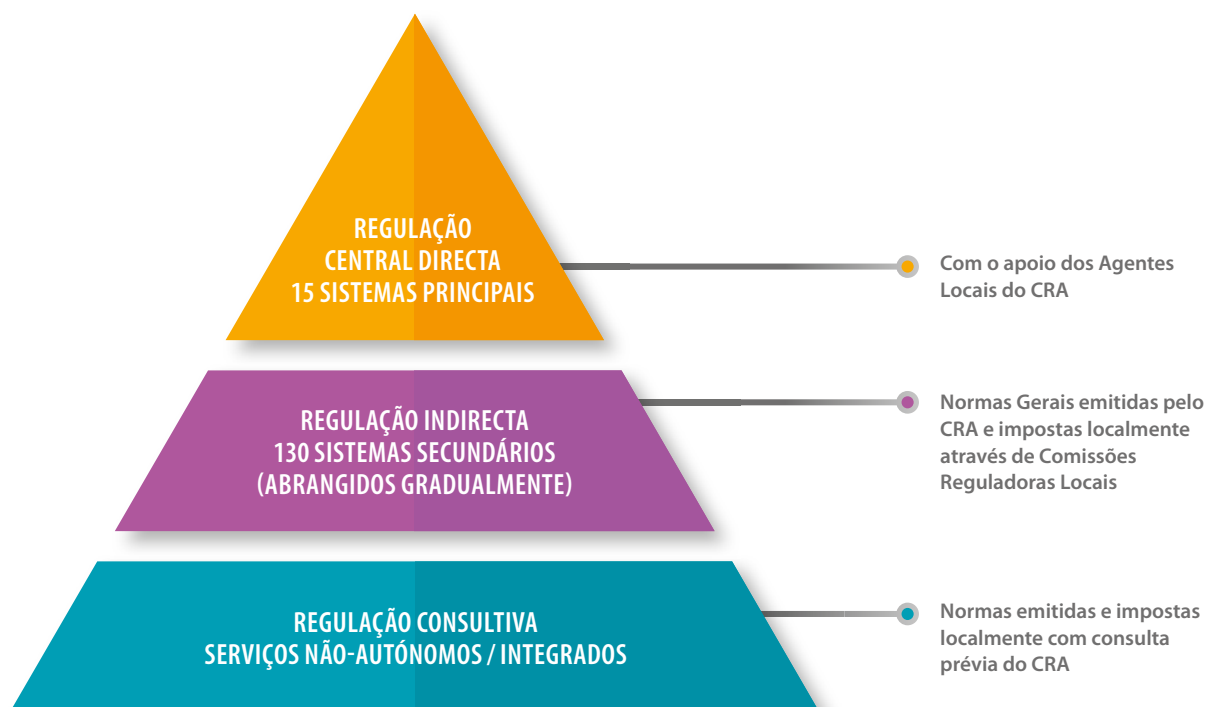 REGULAÇÃO
CENTRAL DIRECTA
15 SISTEMAS PRINCIPAIS
Com o apoio dos Agentes
Locais do CRA
REGULAÇÃO INDIRECTA
130 SISTEMAS SECUNDÁRIOS
(ABRANGIDOS GRADUALMENTE)
Normas Gerais emitidas pelo
CRA e impostas localmente
através de Comissões
Reguladoras Locais
REGULAÇÃO CONSULTIVA
SERVIÇOS NÃO-AUTÓNOMOS / INTEGRADOS
Normas emitidas e impostas
localmente com consulta
prévia do CRA